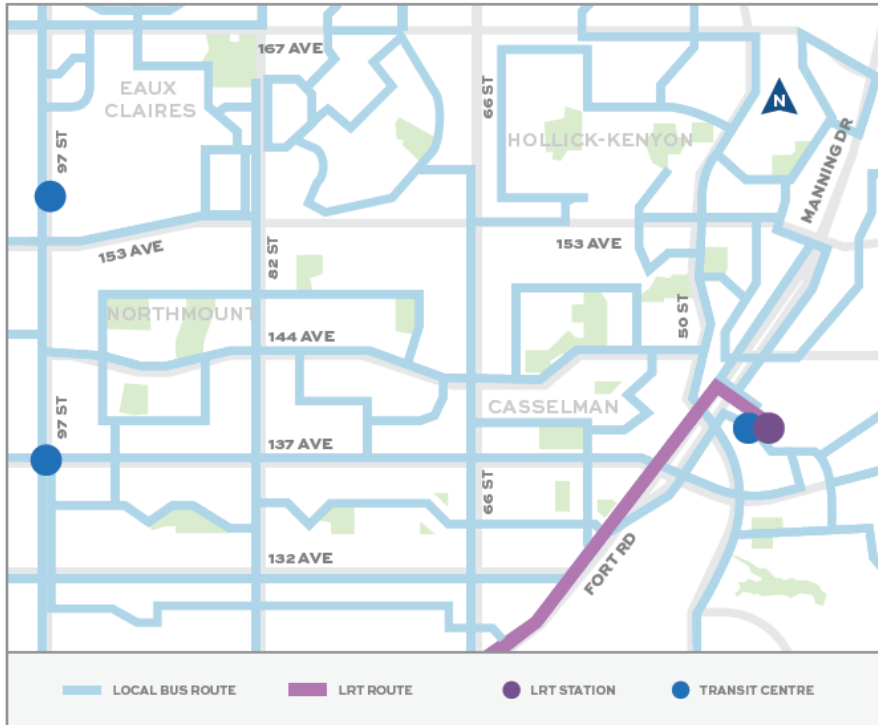 167 AVE
EAUX
CLAIRES
66 ST
N
HOLLICK-KENYON
MANNING DR
97 ST
153 AVE
82 ST
153 AVE
NORTHMOUNT
50 ST
144 AVE
97 ST
CASSELMAN
137 AVE
66 ST
132 AVE
FORT RD
LOCAL BUS ROUTE
LRT ROUTE
LRT STATION
TRANSIT CENTRE